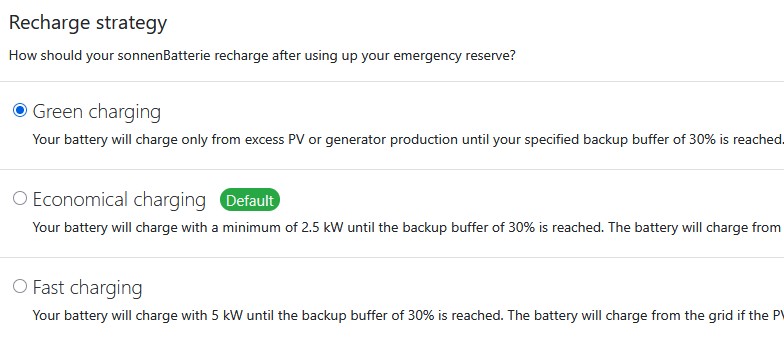 Recharge strategy
How should your sonnenBatterie recharge after using up your emergency reserve?
Green charging
Your battery will charge only from excess PV or generator production until your specified backup buffer of 30% is reached.
Economical charging Default
Your battery will charge with a minimum of 2.5 kW until the backup buffer of 30% is reached. The battery will charge from
Fast charging
Your battery will charge with 5 kW until the backup buffer of 30% is reached. The battery will charge from the grid if the PV